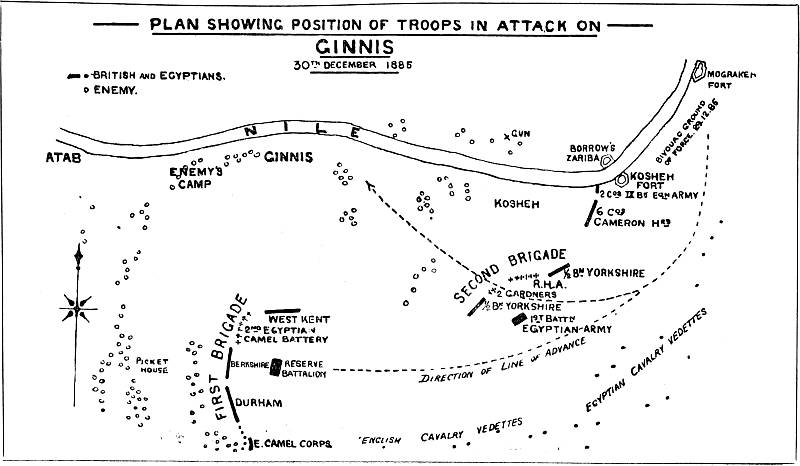 PLAN SHOWING POSITION OF TROOPS IN ATTACK ON
GINNIS
30TH DECEMBER 1885
BRITISH AND EGYPTIANS.
ENEMY.
MOGRAKEH
FORT
BIVOUAC GROUND
OF FORCE. 29.12.85
NILE
GUN
BORROW'S
ZARIBA
ATAB
ENEMY'S
CAMP
GINNIS
KOSHEH
FORT
KOSHEH
2 Cos IX Bn EGN ARMY
6 Cos
CAMERON HRS
SECOND BRIGADE
½ BN YORKSHIRE
R.H.A.
2 GARDNERS
½ BN YORKSHIRE
1ST BATTN
EGYPTIAN-ARMY
FIRST BRIGADE
WEST KENT
2ND EGYPTIAN
CAMEL BATTERY
PICKET
HOUSE
BERKSHIRE
RESERVE
BATTALION
DIRECTION OF LINE OF ADVANCE
EGYPTIAN CAVALRY VEDETTES
DURHAM
E. CAMEL CORPS.
ENGLISH CAVALRY VEDETTES